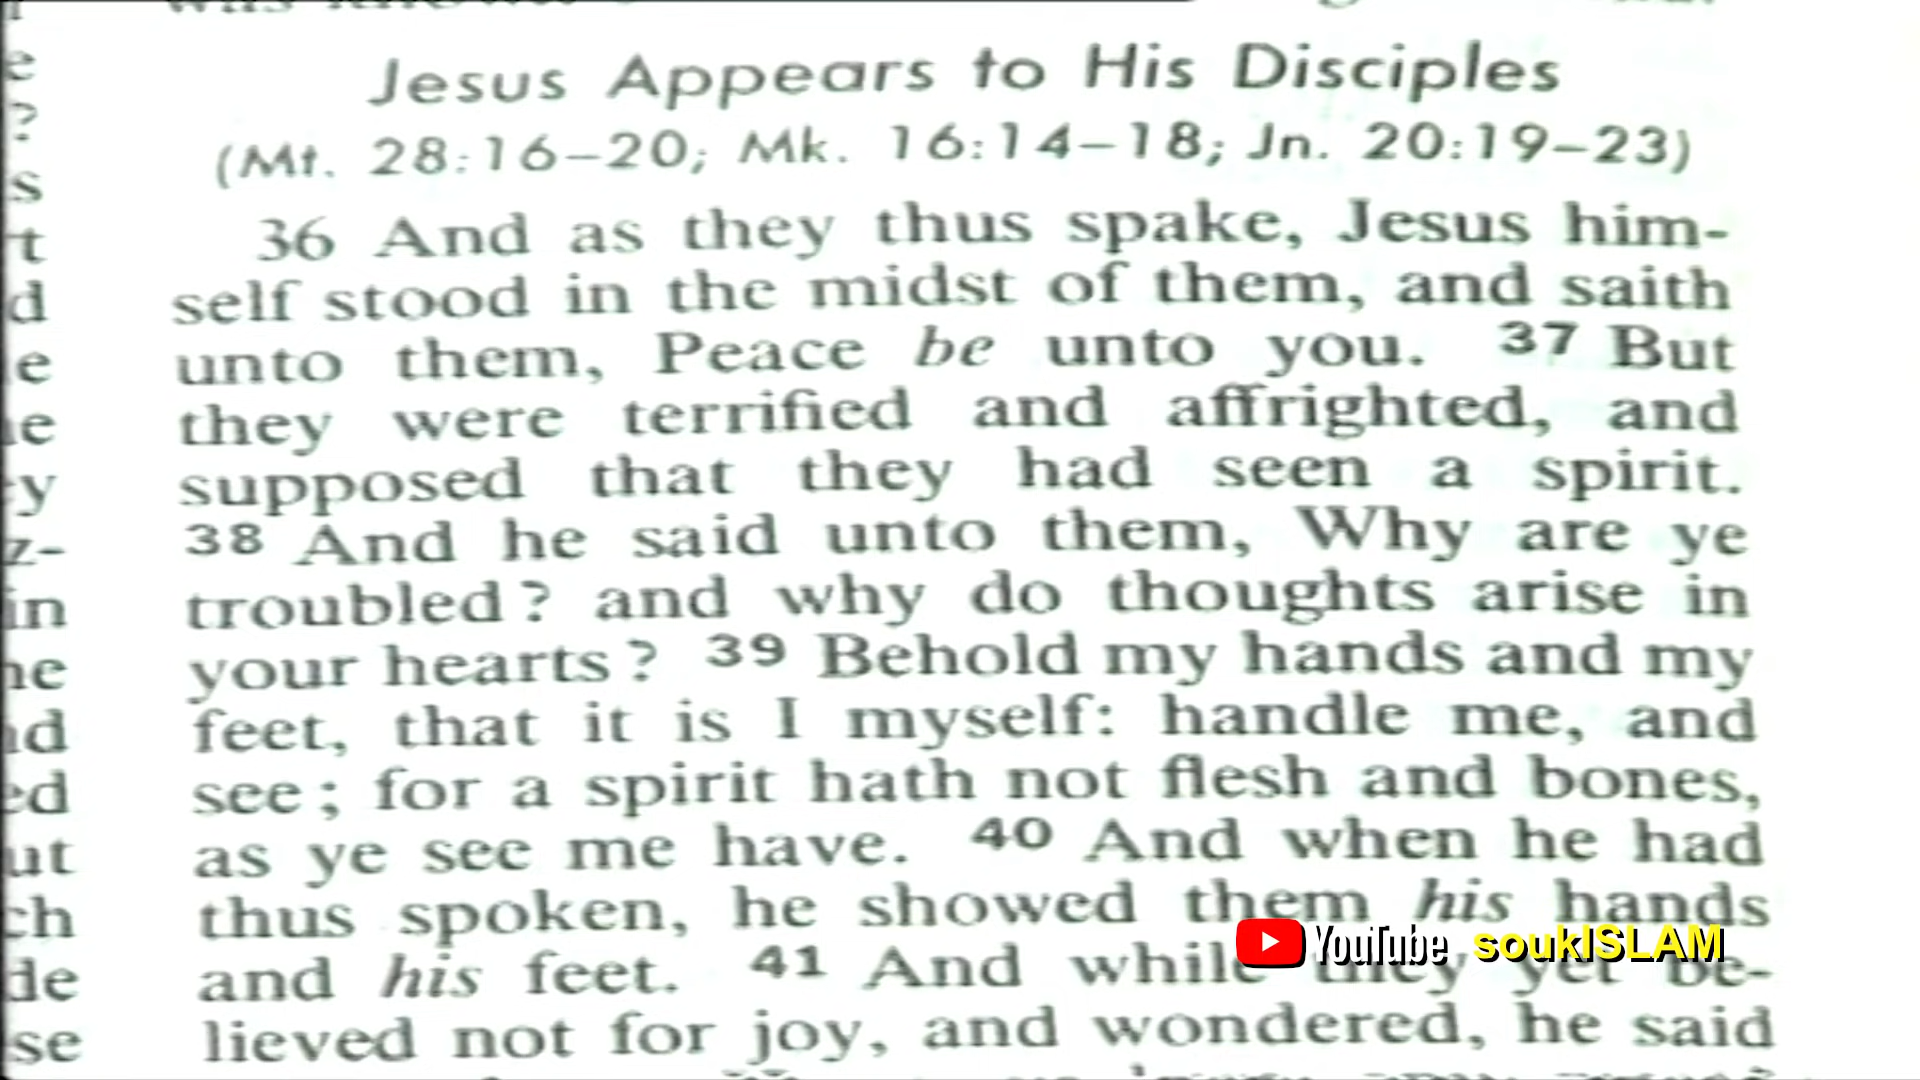 Jesus Appears to His Disciples
(Mt. 28:16–20; Mk. 16:14–18; Jn. 20:19–23)
36 And as they thus spake, Jesus him-
self stood in the midst of them, and saith
unto them, Peace be unto you. 37 But
they were terrified and affrighted, and
supposed that they had seen a spirit.
38 And he said unto them, Why are ye
troubled? and why do thoughts arise in
your hearts? 39 Behold my hands and my
feet, that it is I myself: handle me, and
see; for a spirit hath not flesh and bones,
as ye see me have. 40 And when he had
thus spoken, he showed them his hands
and his feet. 41 And while they yet be-
lieved not for joy, and wondered, he said
YouTube soukISLAM